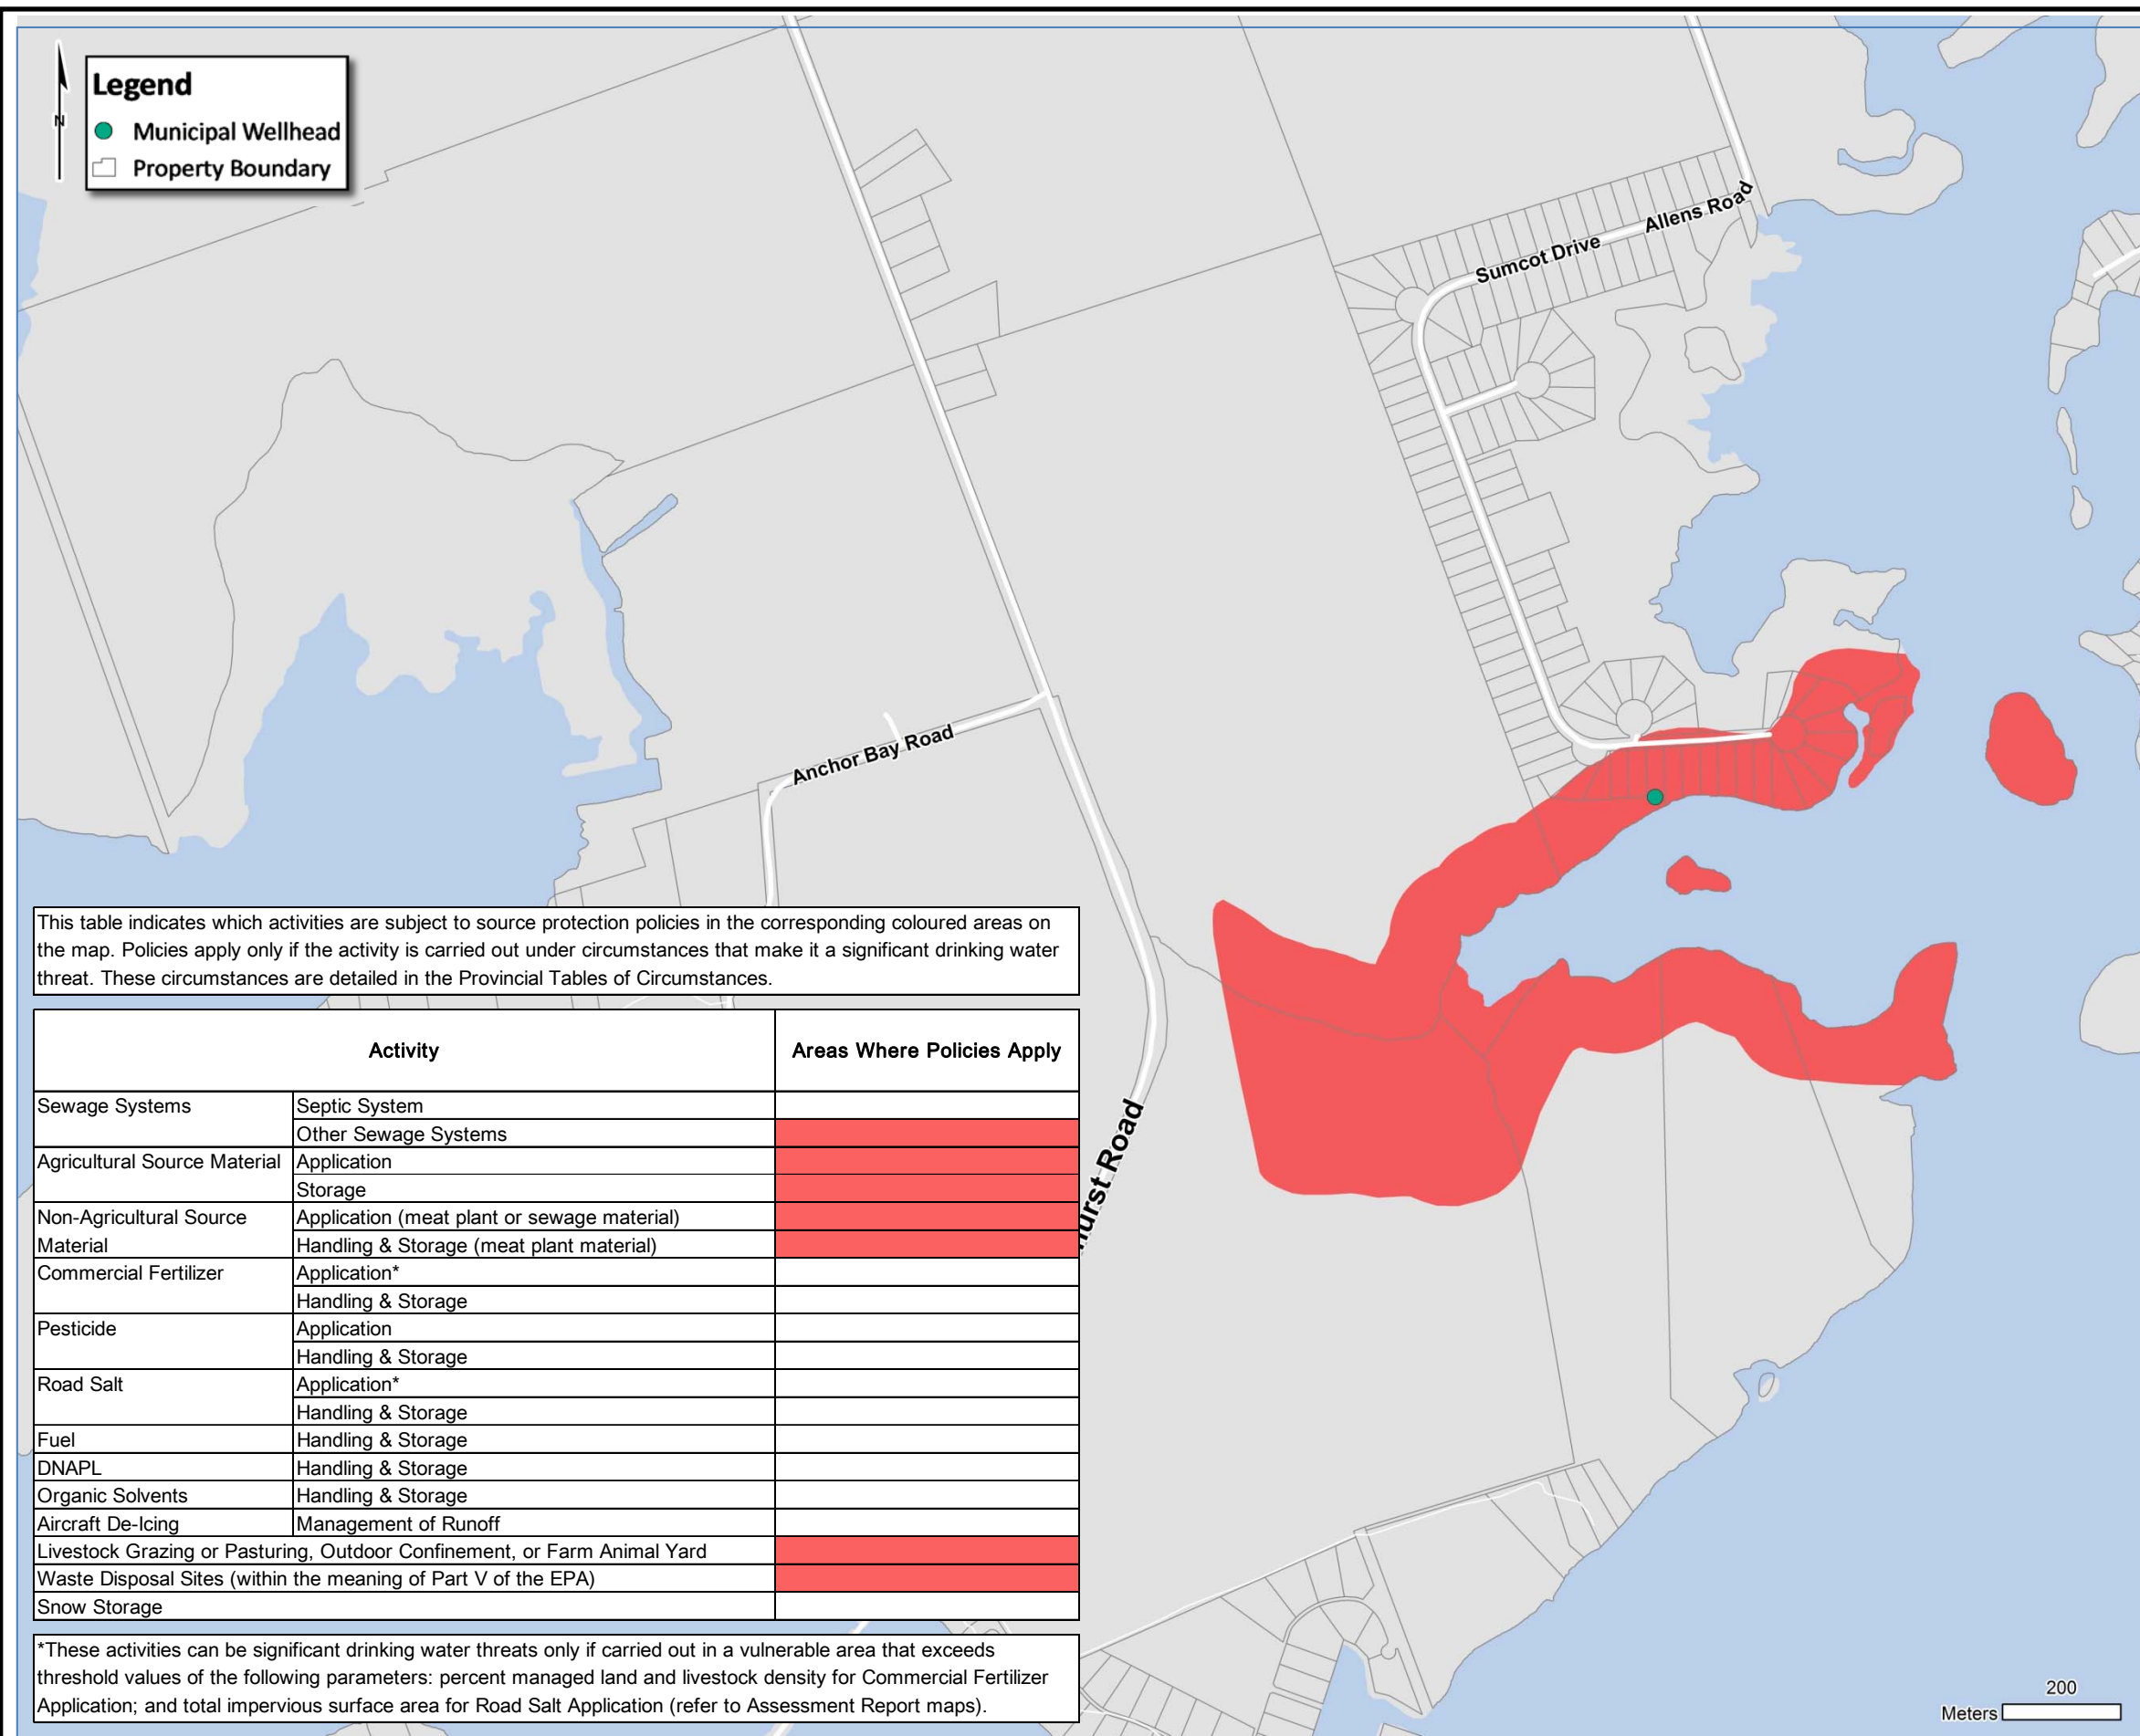 Legend
N
Municipal Wellhead
Property Boundary
Allens Road
Sumcot Drive
Anchor Bay Road
This table indicates which activities are subject to source protection policies in the corresponding coloured areas on
the map. Policies apply only if the activity is carried out under circumstances that make it a significant drinking water
threat. These circumstances are detailed in the Provincial Tables of Circumstances.
Activity Areas Where Policies Apply
Sewage Systems Septic System
Other Sewage Systems
Agricultural Source Material Application
Storage
Non-Agricultural Source Application (meat plant or sewage material)
Material Handling & Storage (meat plant material)
Commercial Fertilizer Application*
Handling & Storage
Pesticide Application
Handling & Storage
Road Salt Application*
Handling & Storage
Fuel Handling & Storage
DNAPL Handling & Storage
Organic Solvents Handling & Storage
Aircraft De-Icing Management of Runoff
Livestock Grazing or Pasturing, Outdoor Confinement, or Farm Animal Yard
Waste Disposal Sites (within the meaning of Part V of the EPA)
Snow Storage
*These activities can be significant drinking water threats only if carried out in a vulnerable area that exceeds
threshold values of the following parameters: percent managed land and livestock density for Commercial Fertilizer
Application; and total impervious surface area for Road Salt Application (refer to Assessment Report maps).
Road
200
Meters